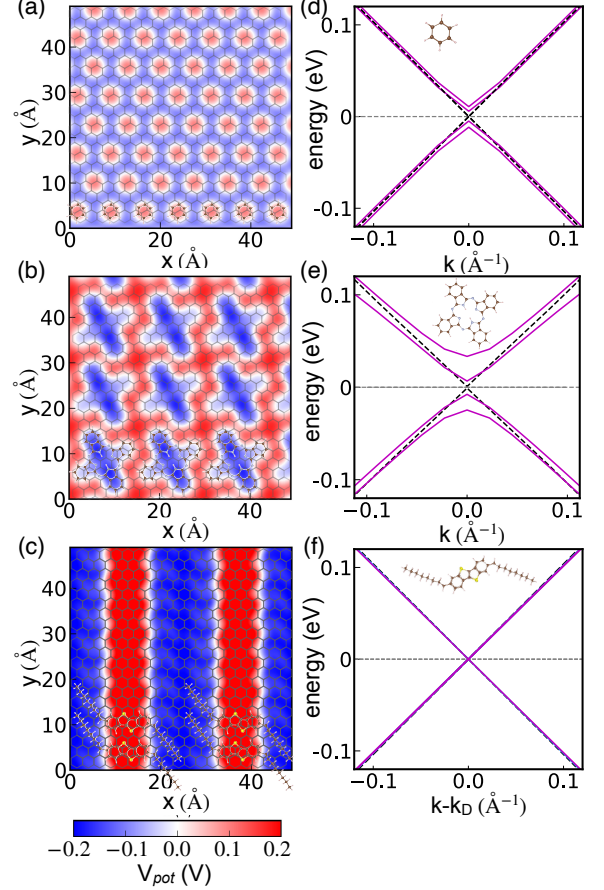 (a)
y (Å)
40
30
20
10
0
0
20
40
x (Å)
(d)
energy (eV)
0.1
0
-0.1
-0.1
0.0
0.1
k (Å⁻¹)
(b)
y (Å)
40
30
20
10
0
0
20
40
x (Å)
(e)
energy (eV)
0.1
0
-0.1
-0.1
0.0
0.1
k (Å⁻¹)
(c)
y (Å)
40
30
20
10
0
0
20
40
x (Å)
(f)
energy (eV)
0.1
0
-0.1
-0.1
0.0
0.1
k-k_D (Å⁻¹)
−0.2 −0.1 0.0 0.1 0.2
V_pot (V)